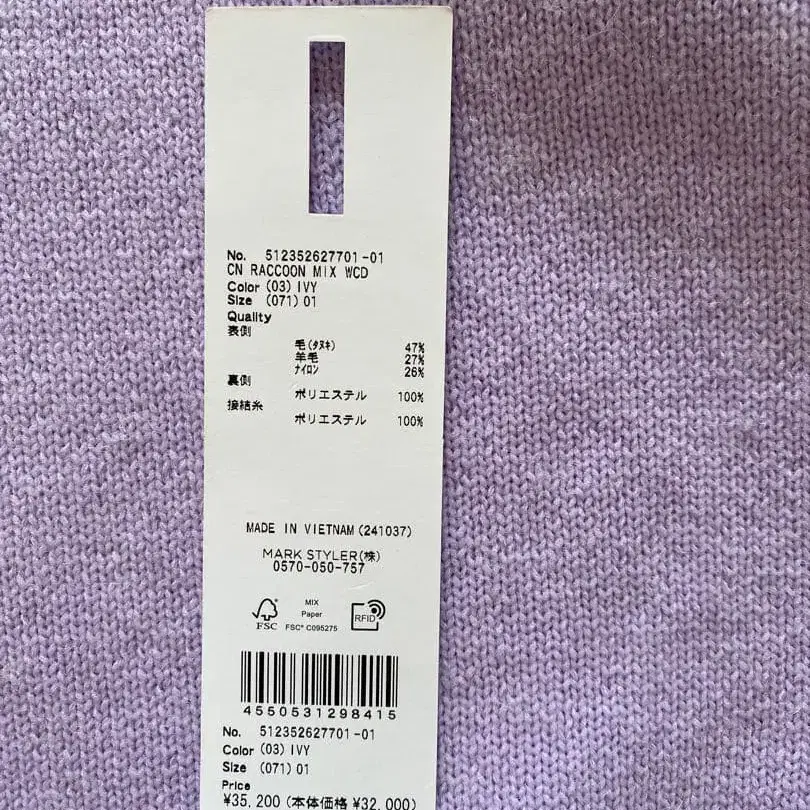 No. 512352627701-01
CN RACCOON MIX WCD
Color (03) IVY
Size (071) 01
Quality
表側
毛(タヌキ) 47%
羊毛 27%
ナイロン 26%
裏側
ポリエステル 100%
接結糸
ポリエステル 100%
MADE IN VIETNAM(241037)
MARK STYLER(株)
0570-050-757
MIX
Paper
FSC FSC® C095275
RFID
4550531298415
No. 512352627701-01
Color (03) IVY
Size (071) 01
Price
¥35,200 (本体価格 ¥32,000)